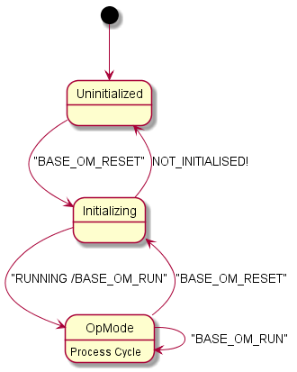 Uninitialized
"BASE_OM_RESET" NOT_INITIALISED!
Initializing
"RUNNING /BASE_OM_RUN" "BASE_OM_RESET"
OpMode
"BASE_OM_RUN"
Process Cycle